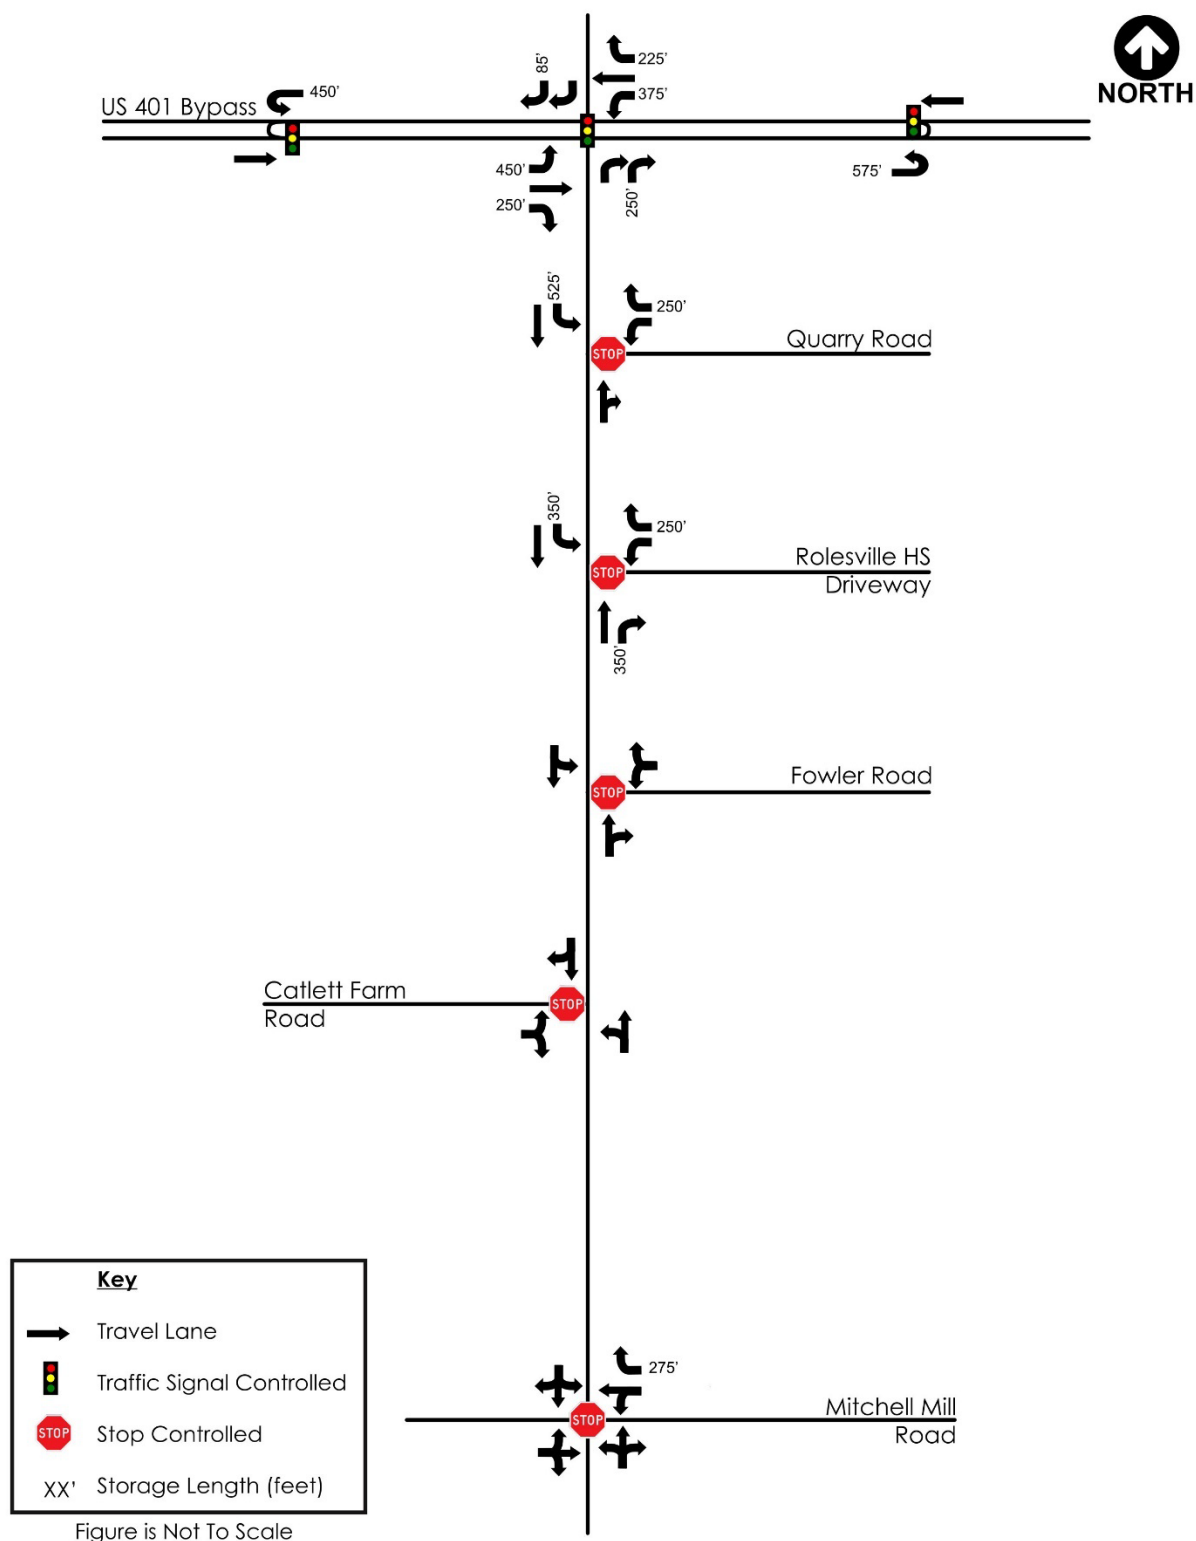 NORTH
225'
85'
US 401 Bypass
450'
375'
450'
250'
250'
575'
525'
250'
Quarry Road
STOP
350'
250'
Rolesville HS
Driveway
STOP
350'
Fowler Road
STOP
Catlett Farm
Road
STOP
275'
Mitchell Mill
Road
STOP
Key
Travel Lane
Traffic Signal Controlled
STOP Stop Controlled
XX' Storage Length (feet)
Figure is Not To Scale